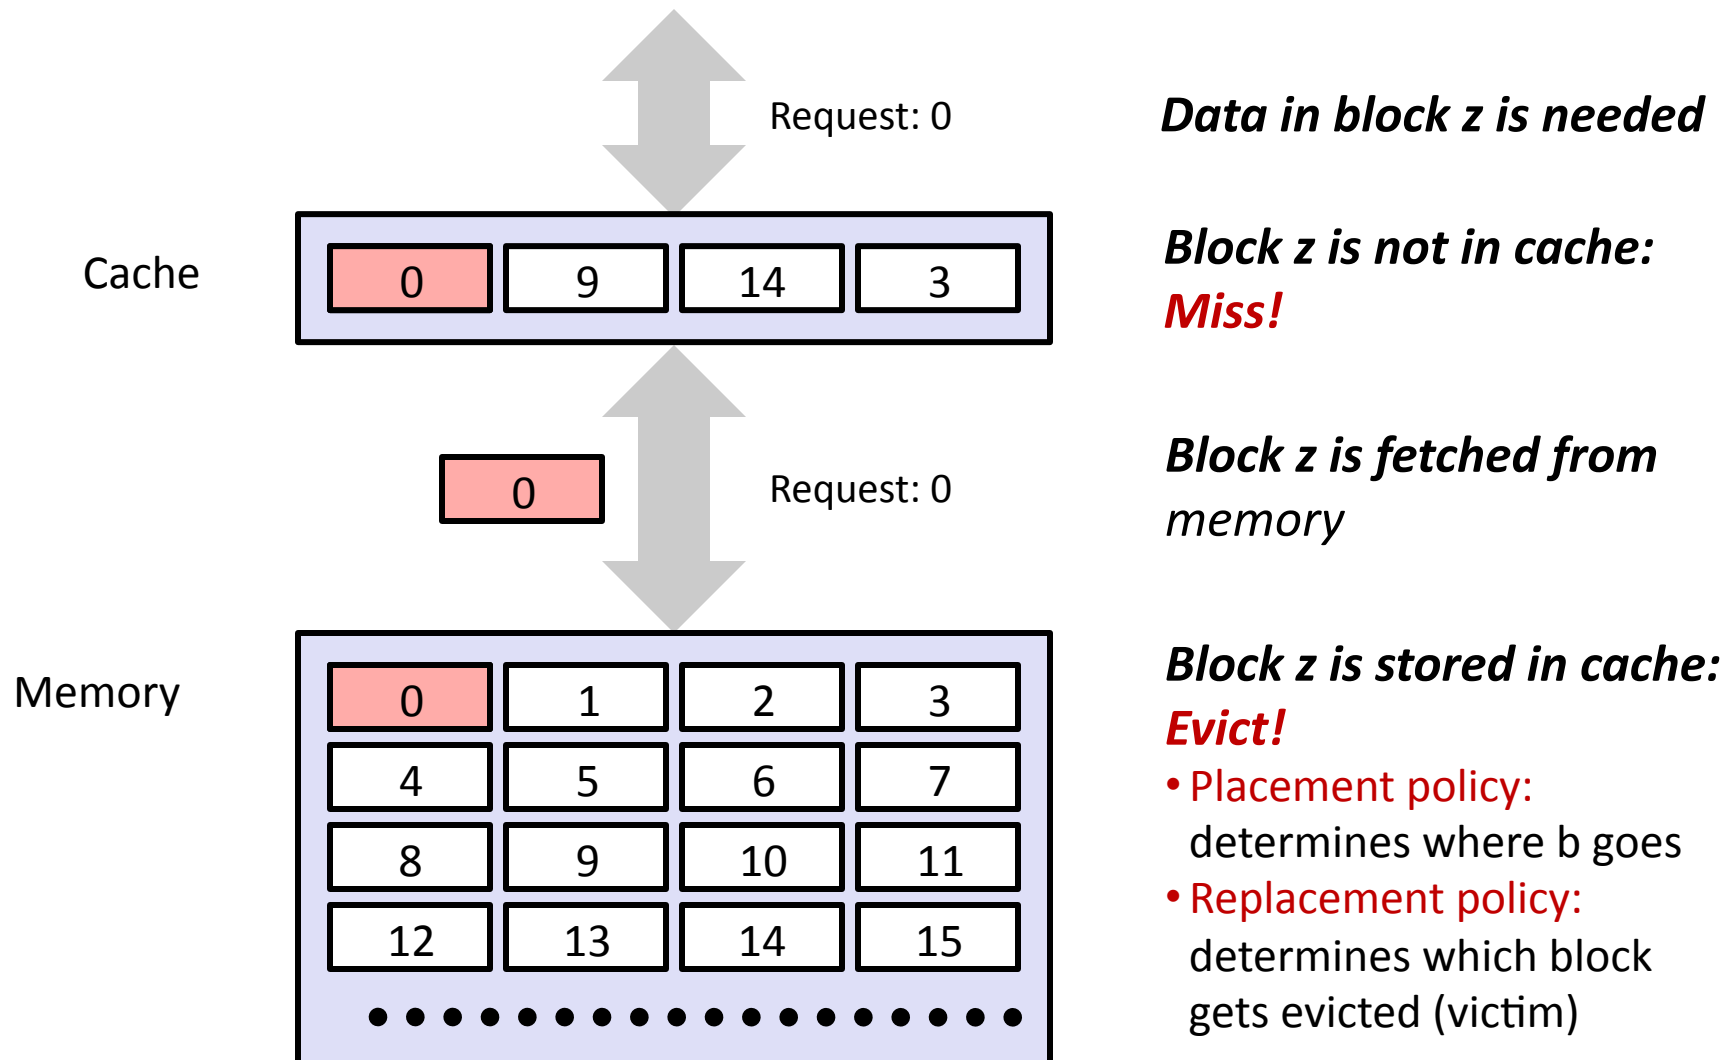 Request: 0
Data in block z is needed
Cache
0 9 14 3
Block z is not in cache:
Miss!
0
Request: 0
Block z is fetched from
memory
Memory
0 1 2 3
4 5 6 7
8 9 10 11
12 13 14 15
Block z is stored in cache:
Evict!
• Placement policy:
determines where b goes
• Replacement policy:
determines which block
gets evicted (victim)